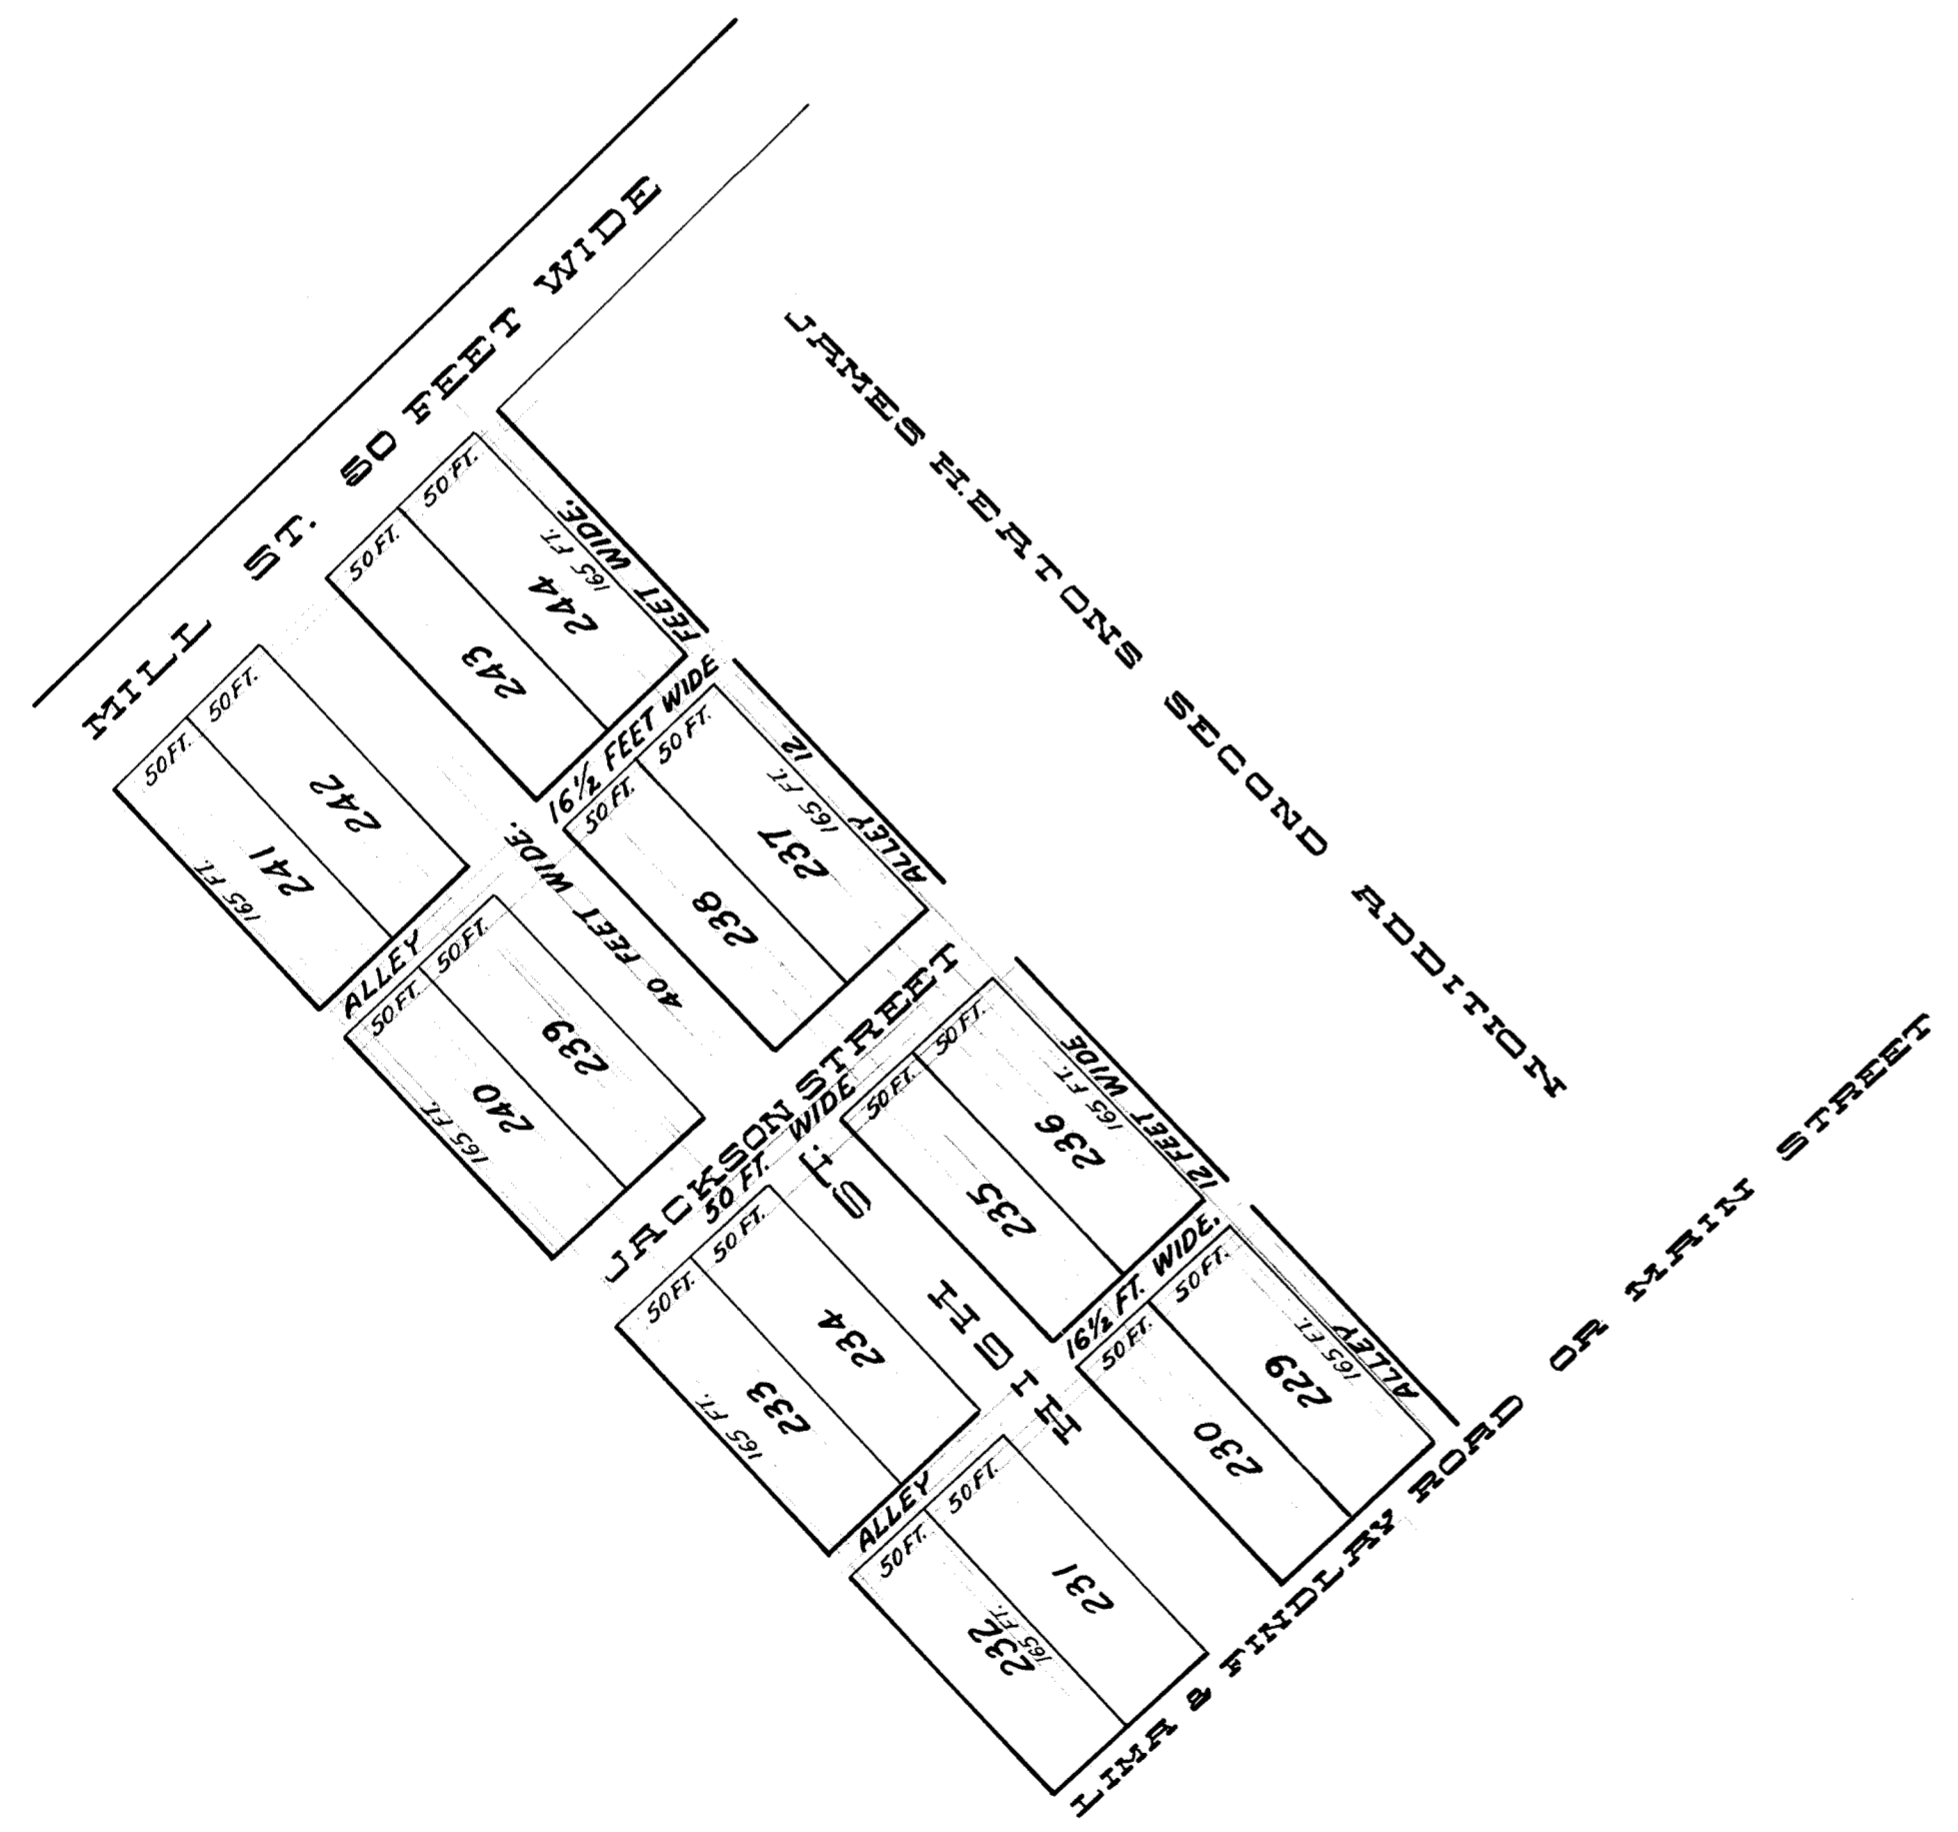 MILL ST. 50 FEET WIDE
JAMES HEATONS SECOND ADDITION
50 FT.
50 FT.
243
244
165 FT.
12 FEET WIDE.
ALLEY
50 FT.
50 FT.
241
242
165 FT.
ALLEY 16½ FEET WIDE
50 FT.
50 FT.
238
237
165 FT.
50 FT.
50 FT.
240
239
165 FT
HIGH ST.
40 FEET WIDE.
JACKSON STREET
50 FT. WIDE
50 FT.
50 FT.
235
236
165 FT.
12 FEET WIDE
ALLEY
50 FT.
50 FT.
233
234
165 FT.
ALLEY 16½ FT. WIDE.
50 FT.
50 FT.
230
229
165 FT.
50 FT.
50 FT.
232
231
165 FT.
LIMA & FINDLAY ROAD OR MAIN STREET